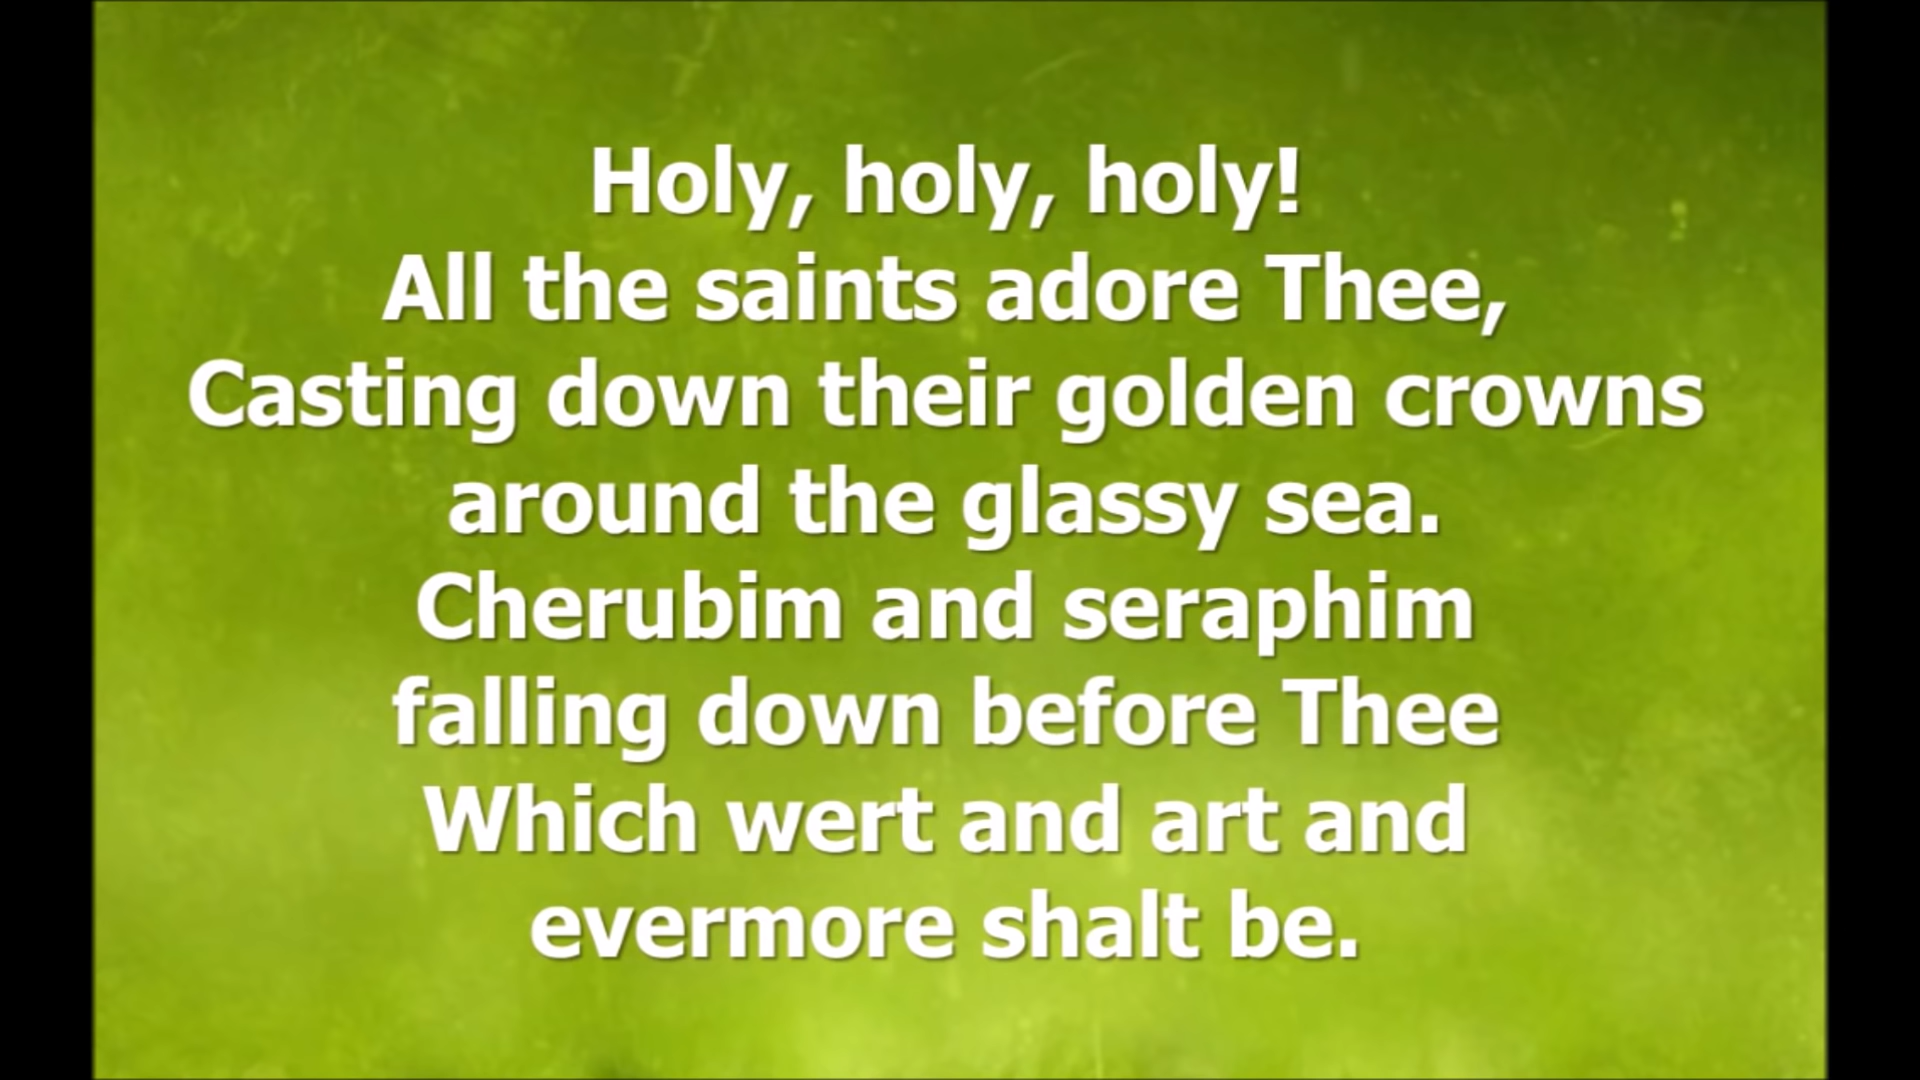 Holy, holy, holy!
All the saints adore Thee,
Casting down their golden crowns
around the glassy sea.
Cherubim and seraphim
falling down before Thee
Which wert and art and
evermore shalt be.